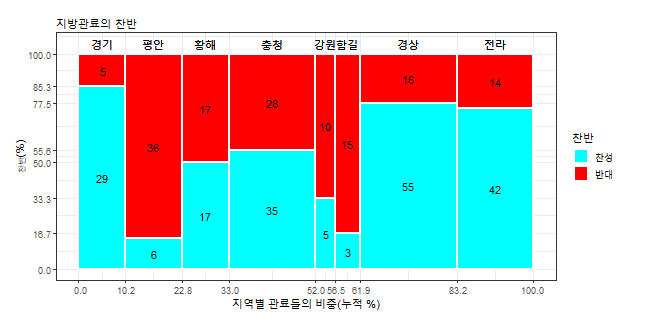 지방관료의 찬반
경기 평안 황해 충청 강원 함길 경상 전라
100.0
85.3
77.5
55.6
50.0
33.3
16.7
0.0
찬반(%)
5 36 17 28 10 15 16 14
29 6 17 35 5 3 55 42
0.0 10.2 22.8 33.0 52.0 56.5 61.9 83.2 100.0
지역별 관료들의 비중(누적 %)
찬반
찬성
반대